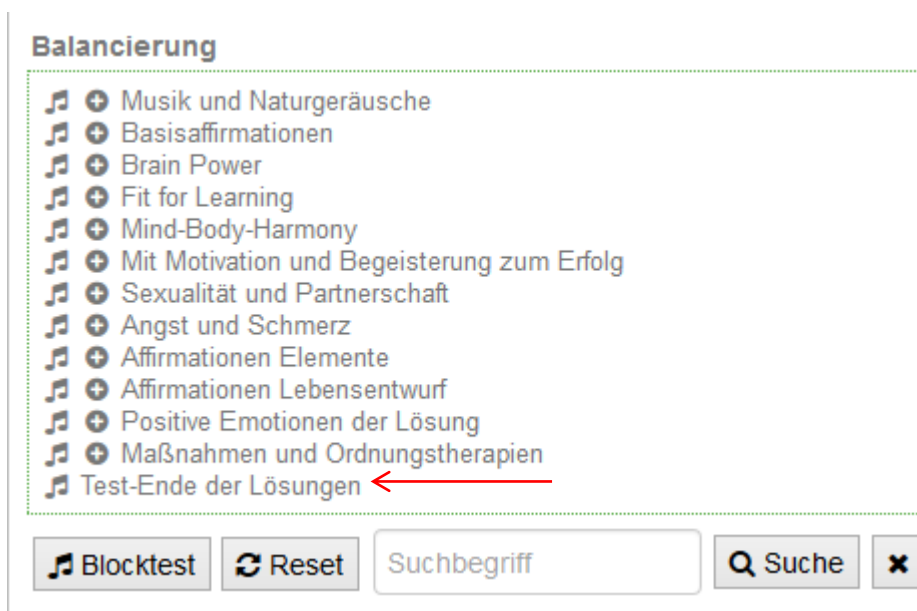 Balancierung
Musik und Naturgeräusche
Basisaffirmationen
Brain Power
Fit for Learning
Mind-Body-Harmony
Mit Motivation und Begeisterung zum Erfolg
Sexualität und Partnerschaft
Angst und Schmerz
Affirmationen Elemente
Affirmationen Lebensentwurf
Positive Emotionen der Lösung
Maßnahmen und Ordnungstherapien
Test-Ende der Lösungen
Blocktest Reset Suchbegriff Suche